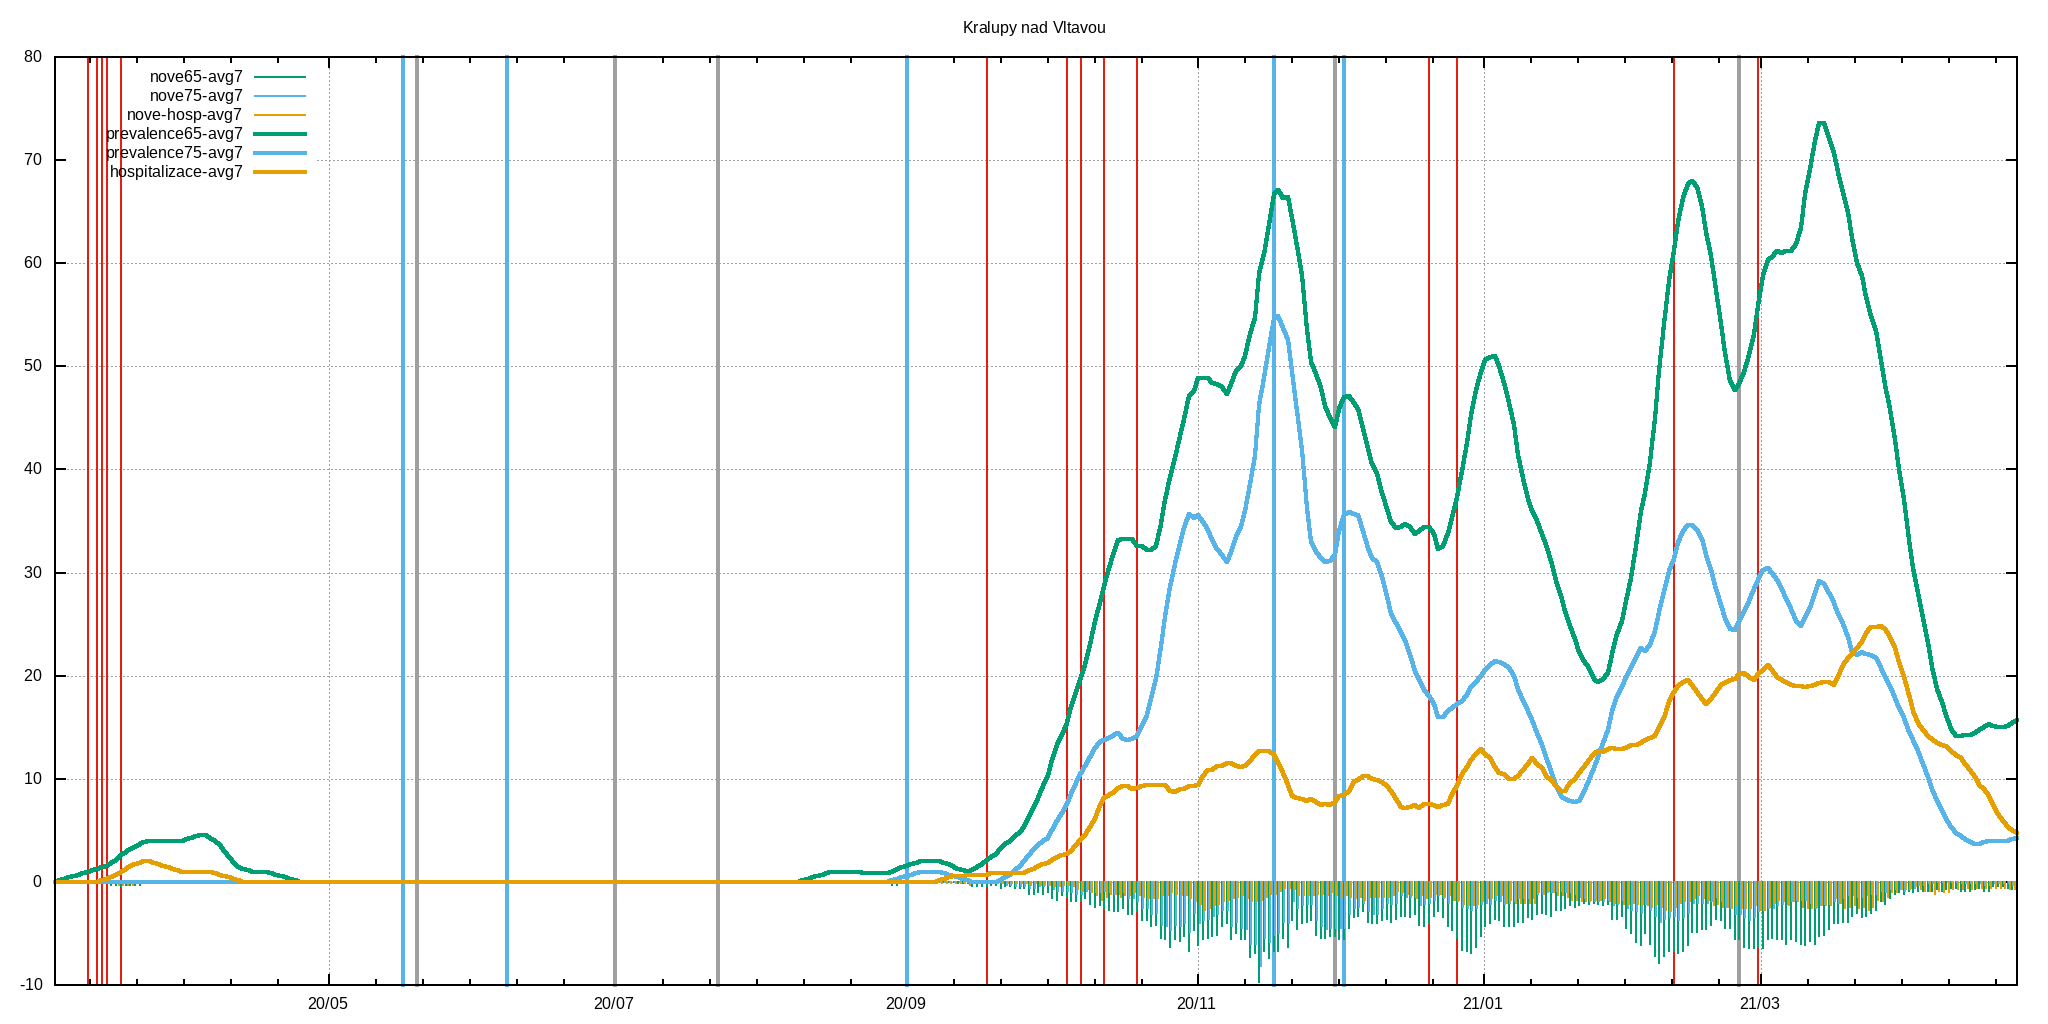 Kralupy nad Vltavou
80
70
60
50
40
30
20
10
0
-10
nove65-avg7
nove75-avg7
nove-hosp-avg7
prevalence65-avg7
prevalence75-avg7
hospitalizace-avg7
20/05
20/07
20/09
20/11
21/01
21/03